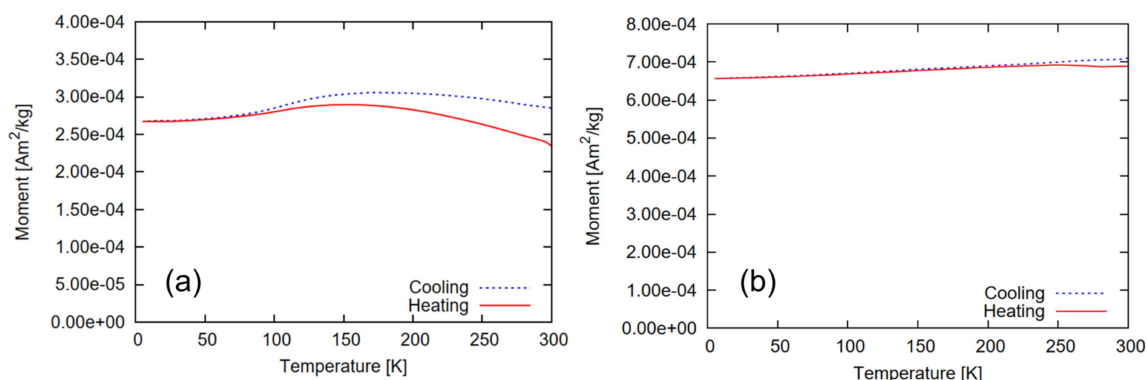 4.00e-04
3.50e-04
3.00e-04
2.50e-04
2.00e-04
1.50e-04
1.00e-04
5.00e-05
0.00e+00
Moment [Am²/kg]
(a)
Cooling
Heating
0 50 100 150 200 250 300
Temperature [K]
8.00e-04
7.00e-04
6.00e-04
5.00e-04
4.00e-04
3.00e-04
2.00e-04
1.00e-04
0.00e+00
Moment [Am²/kg]
(b)
Cooling
Heating
0 50 100 150 200 250 300
Temperature [K]